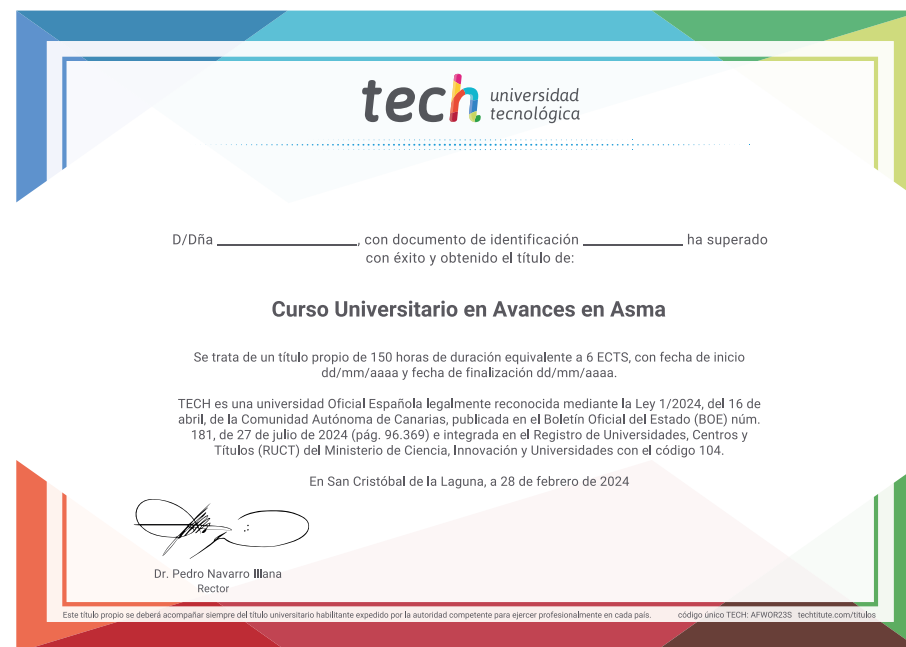 tech universidad
tecnológica
D/Dña ____________________, con documento de identificación ______________ ha superado
con éxito y obtenido el título de:
Curso Universitario en Avances en Asma
Se trata de un título propio de 150 horas de duración equivalente a 6 ECTS, con fecha de inicio
dd/mm/aaaa y fecha de finalización dd/mm/aaaa.
TECH es una universidad Oficial Española legalmente reconocida mediante la Ley 1/2024, del 16 de
abril, de la Comunidad Autónoma de Canarias, publicada en el Boletín Oficial del Estado (BOE) núm.
181, de 27 de julio de 2024 (pág. 96.369) e integrada en el Registro de Universidades, Centros y
Títulos (RUCT) del Ministerio de Ciencia, Innovación y Universidades con el código 104.
En San Cristóbal de la Laguna, a 28 de febrero de 2024
Dr. Pedro Navarro Illana
Rector
Este título propio se deberá acompañar siempre del título universitario habilitante expedido por la autoridad competente para ejercer profesionalmente en cada país. código único TECH: AFWOR23S techtitute.com/titulos